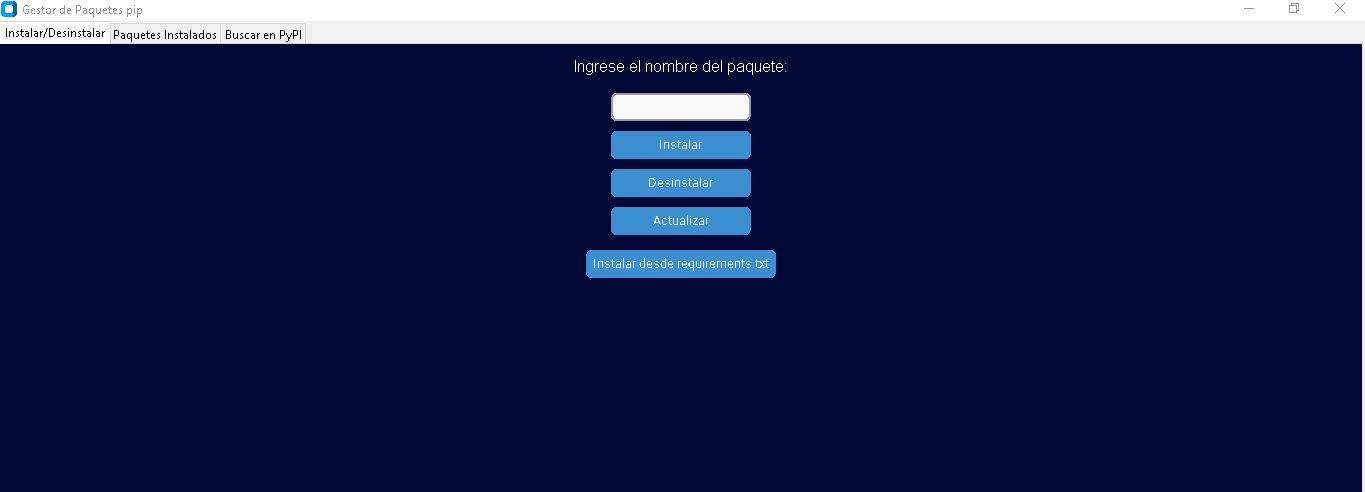 Gestor de Paquetes pip
Instalar/Desinstalar Paquetes Instalados Buscar en PyPI
Ingrese el nombre del paquete:
Instalar
Desinstalar
Actualizar
Instalar desde requirements.txt